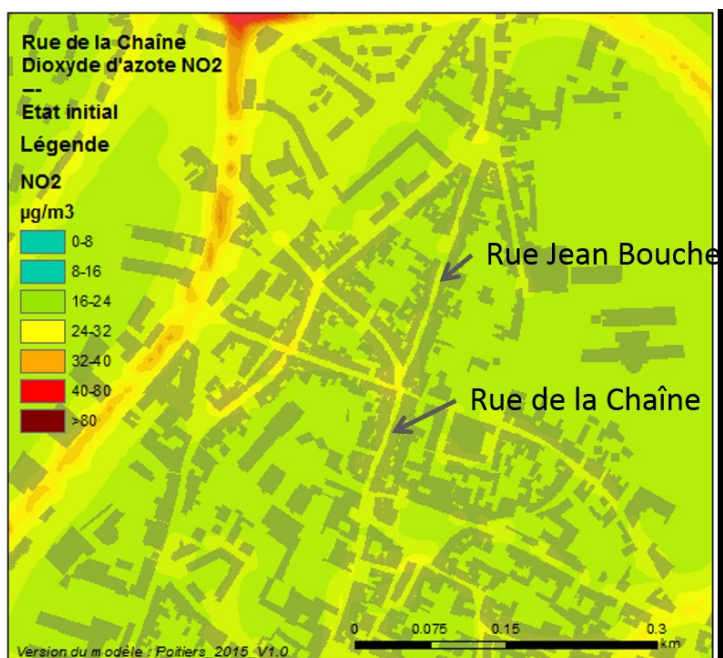 Rue de la Chaîne
Dioxyde d'azote NO2
---
Etat initial
Légende
NO2
µg/m3
0-8
8-16
16-24
24-32
32-40
40-80
>80
Rue Jean Bouche
Rue de la Chaîne
0 0.075 0.15 0.3
km
Version du modèle : Poitiers_2015_V1.0